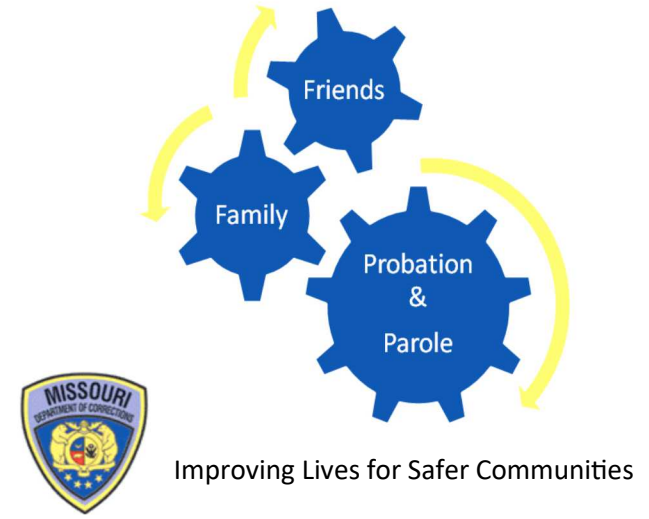 Friends
Family
Probation
&
Parole
MISSOURI
DEPARTMENT OF CORRECTIONS
Improving Lives for Safer Communities